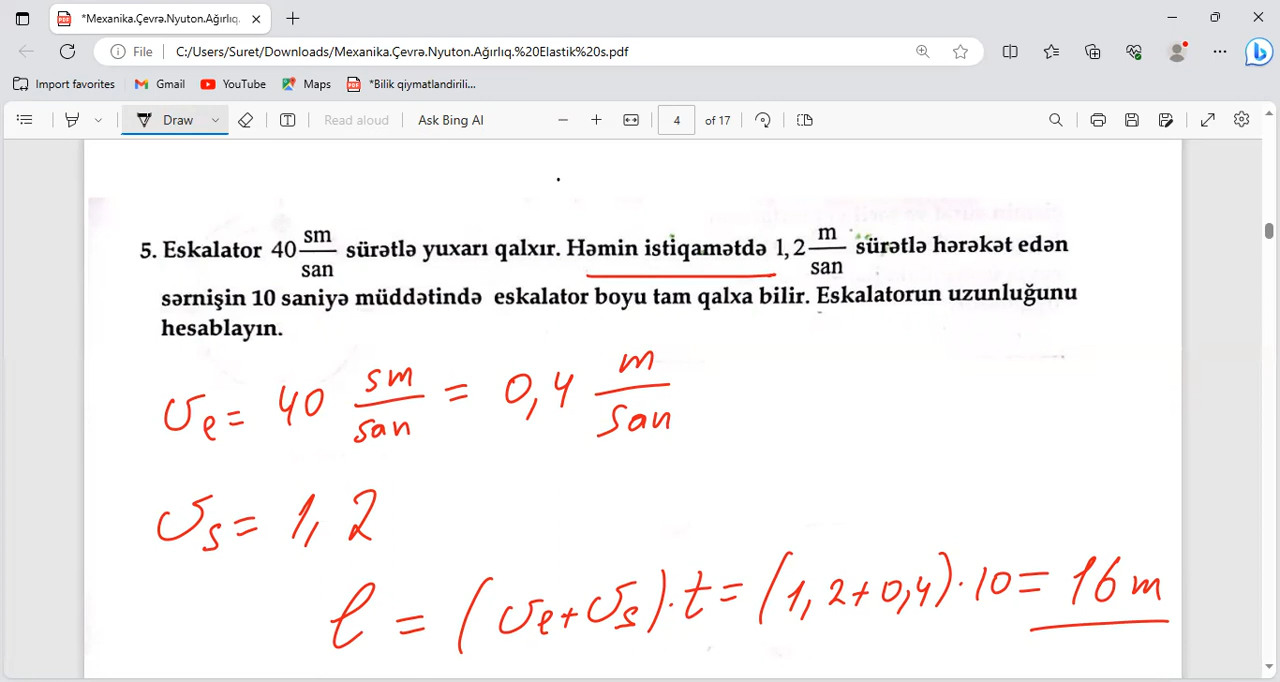 *Mexanika.Çevrə.Nyuton.Ağırlıq.
File C:/Users/Suret/Downloads/Mexanika.Çevrə.Nyuton.Ağırlıq.%20Elastik%20s.pdf
Import favorites Gmail YouTube Maps *Bilik qiymatlandirili...
Draw Read aloud Ask Bing AI 4 of 17
5. Eskalator 40 sm/san sürətlə yuxarı qalxır. Həmin istiqamətdə 1,2 m/san sürətlə hərəkət edən
sərnişin 10 saniyə müddətində eskalator boyu tam qalxa bilir. Eskalatorun uzunluğunu
hesablayın.
υe = 40 sm/san = 0,4 m/san
υs = 1,2
l = (υe+υs)·t = (1,2+0,4)·10 = 16 m